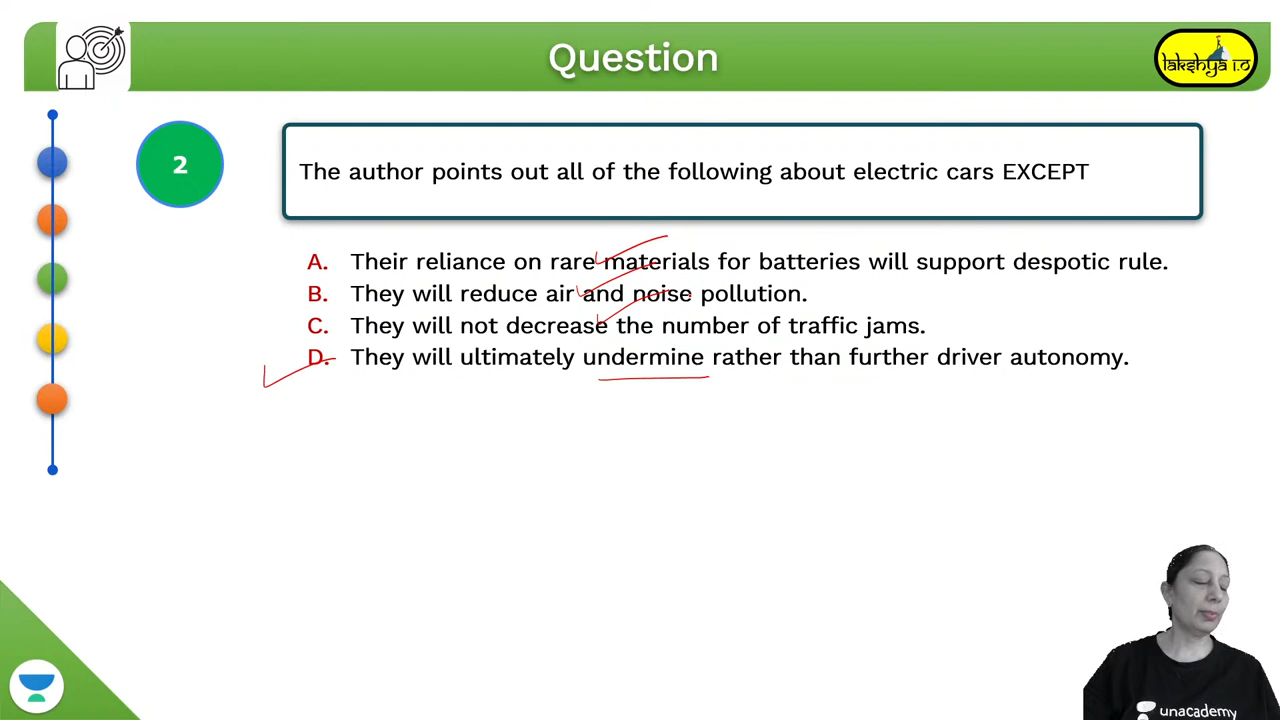 Question
lakshya 1.0
2
The author points out all of the following about electric cars EXCEPT
A. Their reliance on rare materials for batteries will support despotic rule.
B. They will reduce air and noise pollution.
C. They will not decrease the number of traffic jams.
D. They will ultimately undermine rather than further driver autonomy.
unacademy